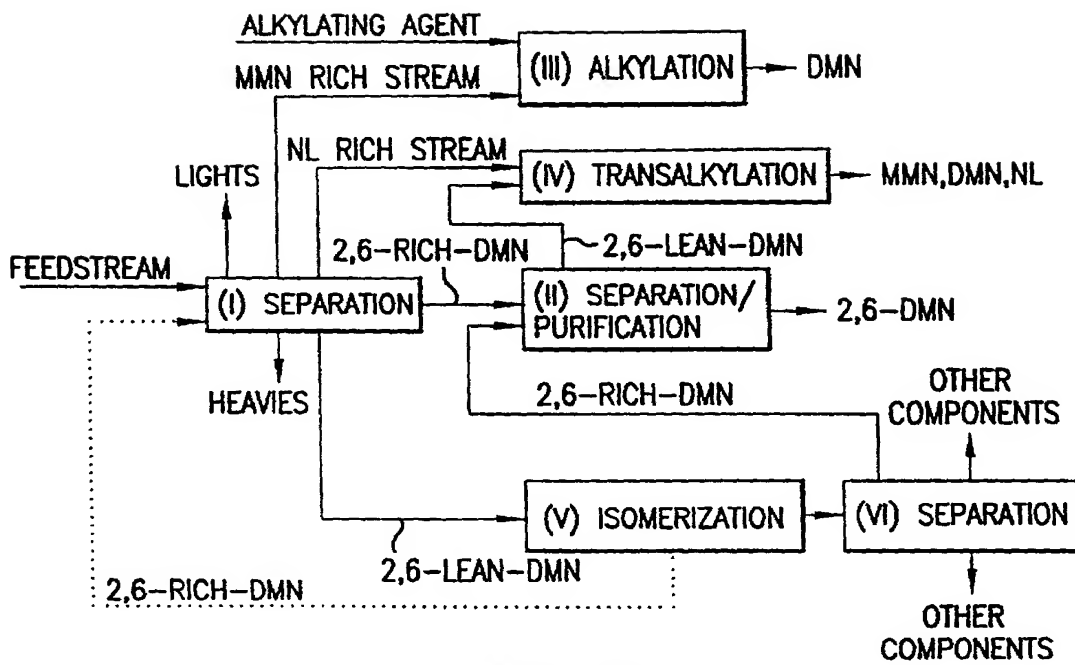 ALKYLATING AGENT
MMN RICH STREAM
(III) ALKYLATION
DMN
NL RICH STREAM
LIGHTS
(IV) TRANSALKYLATION
MMN,DMN,NL
2,6-LEAN-DMN
2,6-RICH-DMN
FEEDSTREAM
(I) SEPARATION
(II) SEPARATION/
PURIFICATION
2,6-DMN
HEAVIES
2,6-RICH-DMN
OTHER
COMPONENTS
(V) ISOMERIZATION
(VI) SEPARATION
2,6-LEAN-DMN
2,6-RICH-DMN
OTHER
COMPONENTS